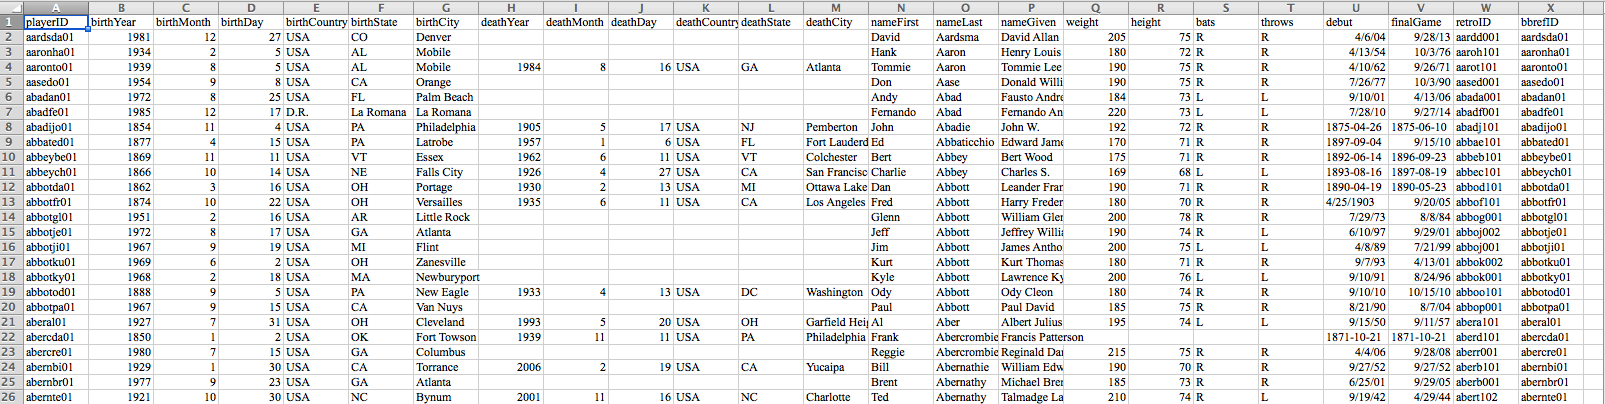 A B C D E F G H I J K L M N O P Q R S T U V W X
1 playerID birthYear birthMonth birthDay birthCountry birthState birthCity deathYear deathMonth deathDay deathCountry deathState deathCity nameFirst nameLast nameGiven weight height bats throws debut finalGame retroID bbrefID
2 aardsda01 1981 12 27 USA CO Denver David Aardsma David Allan 205 75 R R 4/6/04 9/28/13 aardd001 aardsda01
3 aaronha01 1934 2 5 USA AL Mobile Hank Aaron Henry Louis 180 72 R R 4/13/54 10/3/76 aaroh101 aaronha01
4 aaronto01 1939 8 5 USA AL Mobile 1984 8 16 USA GA Atlanta Tommie Aaron Tommie Lee 190 75 R R 4/10/62 9/26/71 aarot101 aaronto01
5 aasedo01 1954 9 8 USA CA Orange Don Aase Donald Willi 190 75 R R 7/26/77 10/3/90 aased001 aasedo01
6 abadan01 1972 8 25 USA FL Palm Beach Andy Abad Fausto Andre 184 73 L L 9/10/01 4/13/06 abada001 abadan01
7 abadfe01 1985 12 17 D.R. La Romana La Romana Fernando Abad Fernando An 220 73 L L 7/28/10 9/27/14 abadf001 abadfe01
8 abadijo01 1854 11 4 USA PA Philadelphia 1905 5 17 USA NJ Pemberton John Abadie John W. 192 72 R R 1875-04-26 1875-06-10 abadj101 abadijo01
9 abbated01 1877 4 15 USA PA Latrobe 1957 1 6 USA FL Fort Lauderd Ed Abbaticchio Edward Jame 170 71 R R 1897-09-04 9/15/10 abbae101 abbated01
10 abbeybe01 1869 11 11 USA VT Essex 1962 6 11 USA VT Colchester Bert Abbey Bert Wood 175 71 R R 1892-06-14 1896-09-23 abbeb101 abbeybe01
11 abbeych01 1866 10 14 USA NE Falls City 1926 4 27 USA CA San Francisc Charlie Abbey Charles S. 169 68 L L 1893-08-16 1897-08-19 abbec101 abbeych01
12 abbotda01 1862 3 16 USA OH Portage 1930 2 13 USA MI Ottawa Lake Dan Abbott Leander Fran 190 71 R R 1890-04-19 1890-05-23 abbod101 abbotda01
13 abbotfr01 1874 10 22 USA OH Versailles 1935 6 11 USA CA Los Angeles Fred Abbott Harry Freder 180 70 R R 4/25/1903 9/20/05 abbof101 abbotfr01
14 abbotgl01 1951 2 16 USA AR Little Rock Glenn Abbott William Gler 200 78 R R 7/29/73 8/8/84 abbog001 abbotgl01
15 abbotje01 1972 8 17 USA GA Atlanta Jeff Abbott Jeffrey Willi 190 74 R L 6/10/97 9/29/01 abboj002 abbotje01
16 abbotji01 1967 9 19 USA MI Flint Jim Abbott James Antho 200 75 L L 4/8/89 7/21/99 abboj001 abbotji01
17 abbotku01 1969 6 2 USA OH Zanesville Kurt Abbott Kurt Thomas 180 71 R R 9/7/93 4/13/01 abbok002 abbotku01
18 abbotky01 1968 2 18 USA MA Newburyport Kyle Abbott Lawrence Ky 200 76 L L 9/10/91 8/24/96 abbok001 abbotky01
19 abbotod01 1888 9 5 USA PA New Eagle 1933 4 13 USA DC Washington Ody Abbott Ody Cleon 180 74 R R 9/10/10 10/15/10 abboo101 abbotod01
20 abbotpa01 1967 9 15 USA CA Van Nuys Paul Abbott Paul David 185 75 R R 8/21/90 8/7/04 abbop001 abbotpa01
21 aberal01 1927 7 31 USA OH Cleveland 1993 5 20 USA OH Garfield Hei Al Aber Albert Julius 195 74 L L 9/15/50 9/11/57 abera101 aberal01
22 abercda01 1850 1 2 USA OK Fort Towson 1939 11 11 USA PA Philadelphia Frank Abercrombie Francis Patterson 1871-10-21 1871-10-21 aberd101 abercda01
23 abercre01 1980 7 15 USA GA Columbus Reggie Abercrombie Reginald Dar 215 75 R R 4/4/06 9/28/08 aberr001 abercre01
24 abernbi01 1929 1 30 USA CA Torrance 2006 2 19 USA CA Yucaipa Bill Abernathie William Edw 190 70 R R 9/27/52 9/27/52 aberb101 abernbi01
25 abernbr01 1977 9 23 USA GA Atlanta Brent Abernathy Michael Brer 185 73 R R 6/25/01 9/29/05 aberb001 abernbr01
26 abernte01 1921 10 30 USA NC Bynum 2001 11 16 USA NC Charlotte Ted Abernathy Talmadge La 210 74 R L 9/19/42 4/29/44 abert102 abernte01